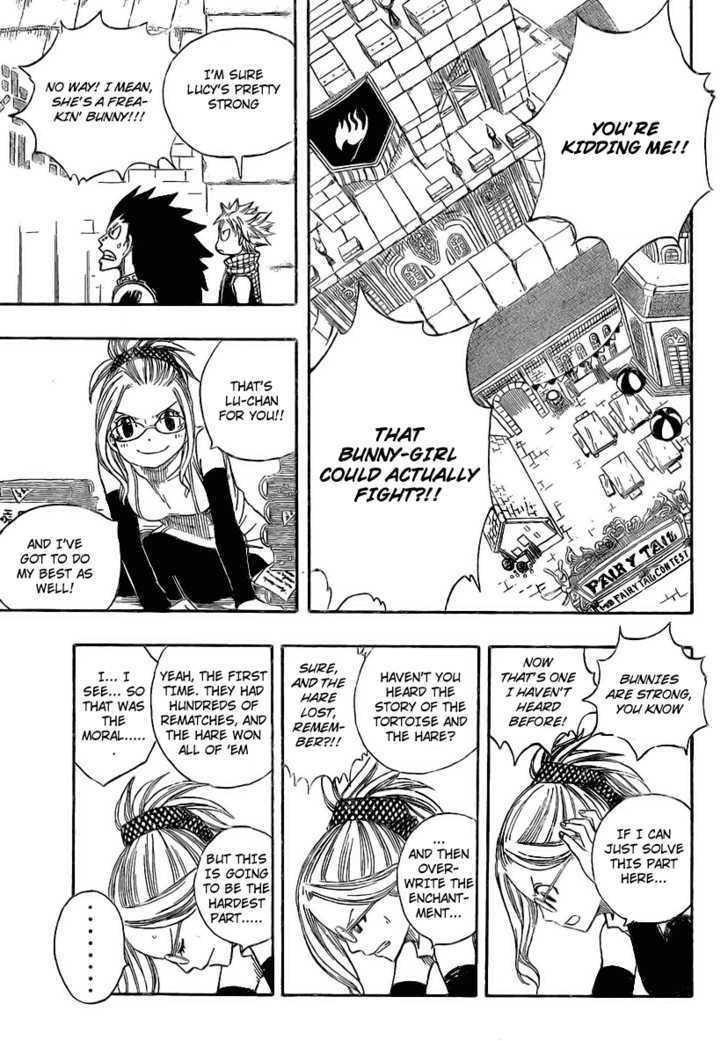 YOU'RE
KIDDING ME!!
THAT
BUNNY-GIRL
COULD ACTUALLY
FIGHT?!!
FAIRY TAIL
FAIRY TAIL CONTEST
I'M SURE
LUCY'S PRETTY
STRONG
NO WAY! I MEAN,
SHE'S A FREA-
KIN' BUNNY!!!
THAT'S
LU-CHAN
FOR YOU!!
AND I'VE
GOT TO DO
MY BEST AS
WELL!
BUNNIES
ARE STRONG,
YOU KNOW
NOW
THAT'S ONE
I HAVEN'T
HEARD
BEFORE!
IF I CAN
JUST SOLVE
THIS PART
HERE...
HAVEN'T YOU
HEARD THE
STORY OF THE
TORTOISE AND
THE HARE?
SURE,
AND THE
HARE
LOST,
REMEM-
BER?!!
...
AND THEN
OVER-
WRITE THE
ENCHANT-
MENT...
YEAH, THE FIRST
TIME. THEY HAD
HUNDREDS OF
REMATCHES, AND
THE HARE WON
ALL OF 'EM
I... I
SEE... SO
THAT WAS
THE
MORAL......
.
BUT THIS
IS GOING
TO BE THE
HARDEST
PART.....
......